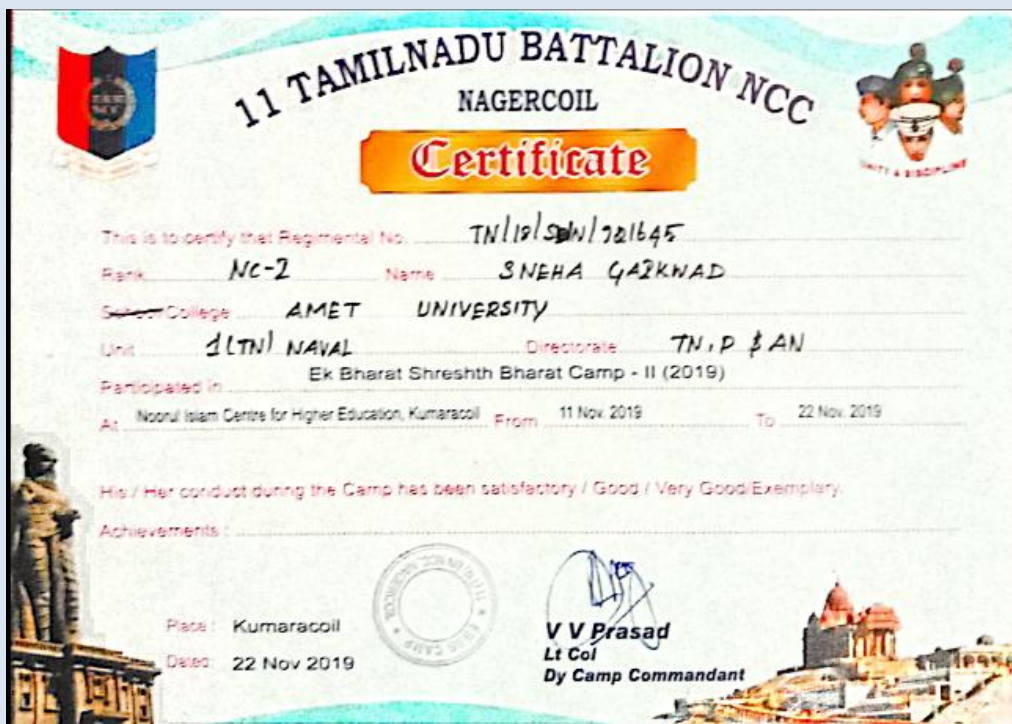 11 TAMILNADU BATTALION NCC
NAGERCOIL
Certificate
UNITY & DISCIPLINE
This is to certify that Regimental No. TN/18/SDN/
Rank NC-2 Name SNEHA GAIKWAD
School College AMET UNIVERSITY
Unit 1(TN) NAVAL Directorate TN, P & AN
Participated in Ek Bharat Shreshth Bharat Camp - II (2019)
At Noorul Islam Centre for Higher Education, Kumaracoil From 11 Nov. 2019 To 22 Nov. 2019
His / Her conduct during the Camp has been satisfactory / Good / Very Good/Exemplary.
Achievements :
Place : Kumaracoil
Dated: 22 Nov 2019
V V Prasad
Lt Col
Dy Camp Commandant